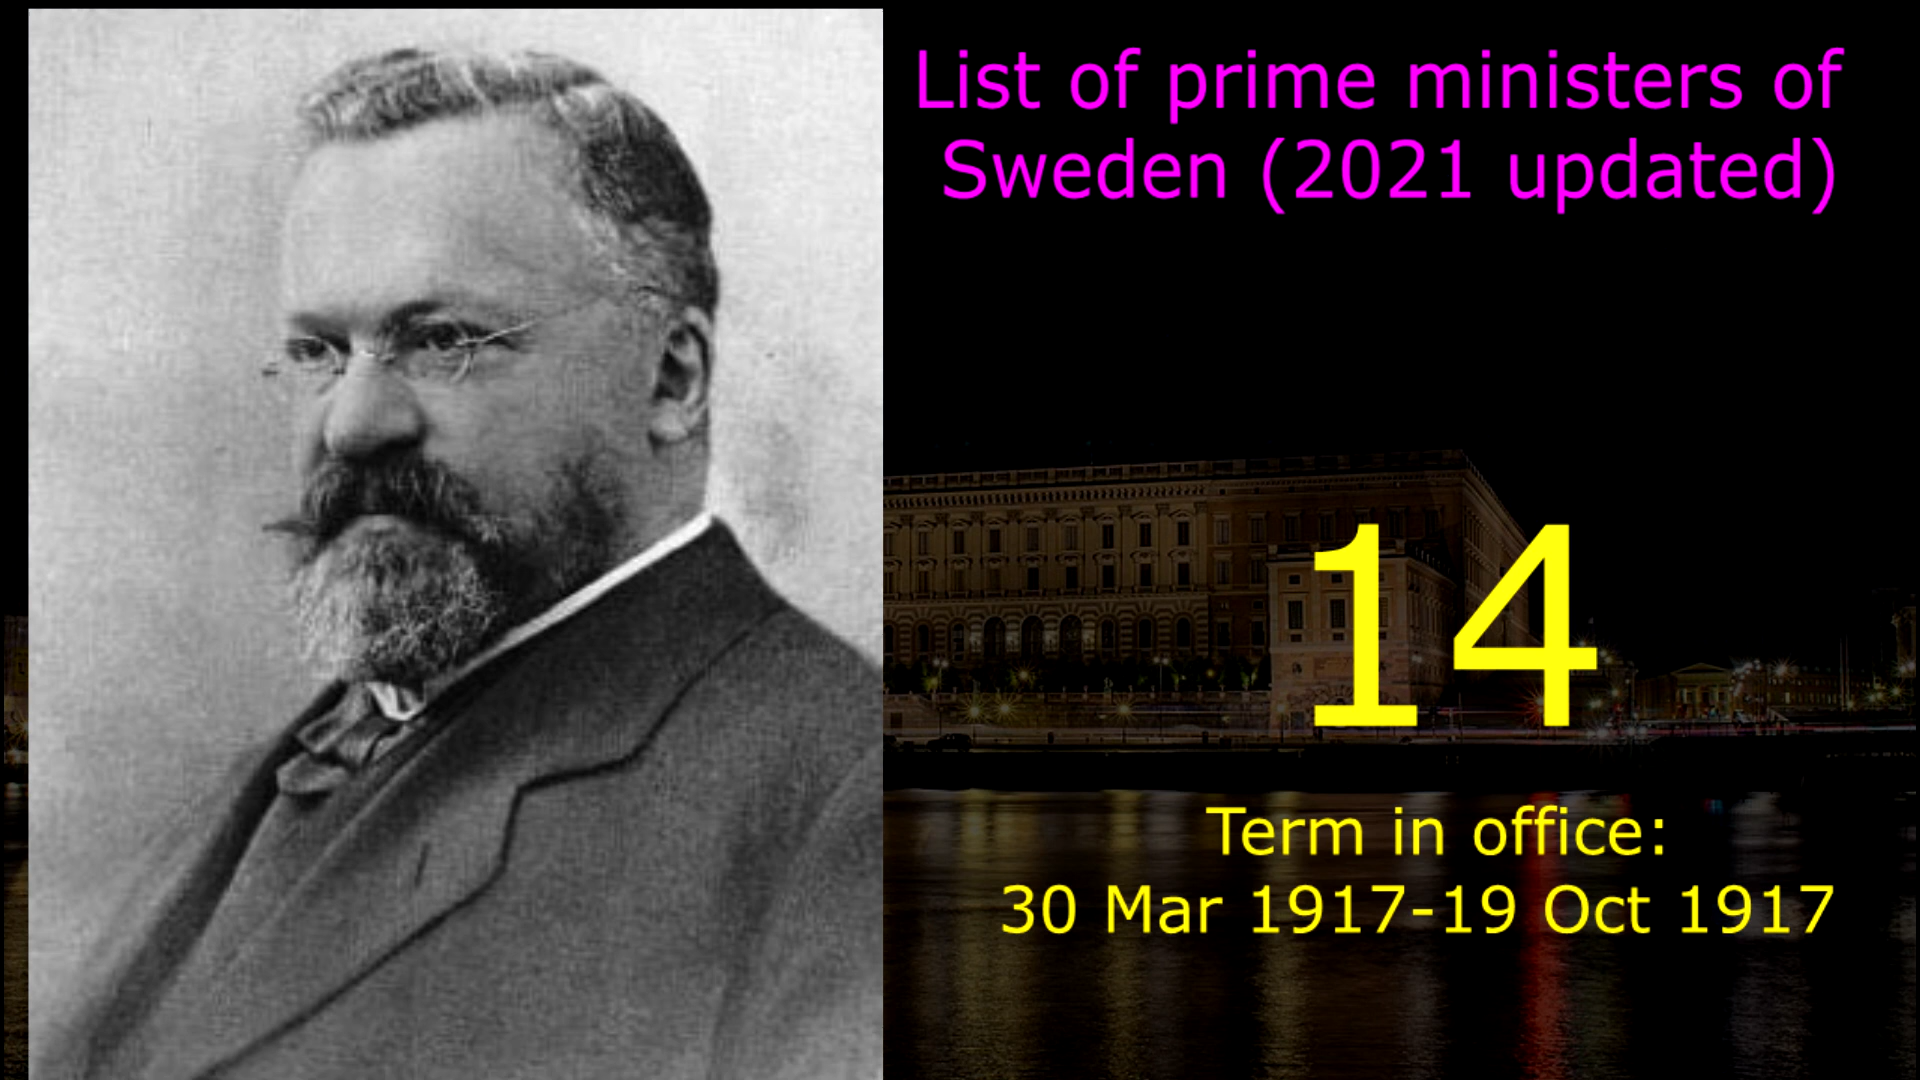 List of prime ministers of
Sweden (2021 updated)
14
Term in office:
30 Mar 1917-19 Oct 1917